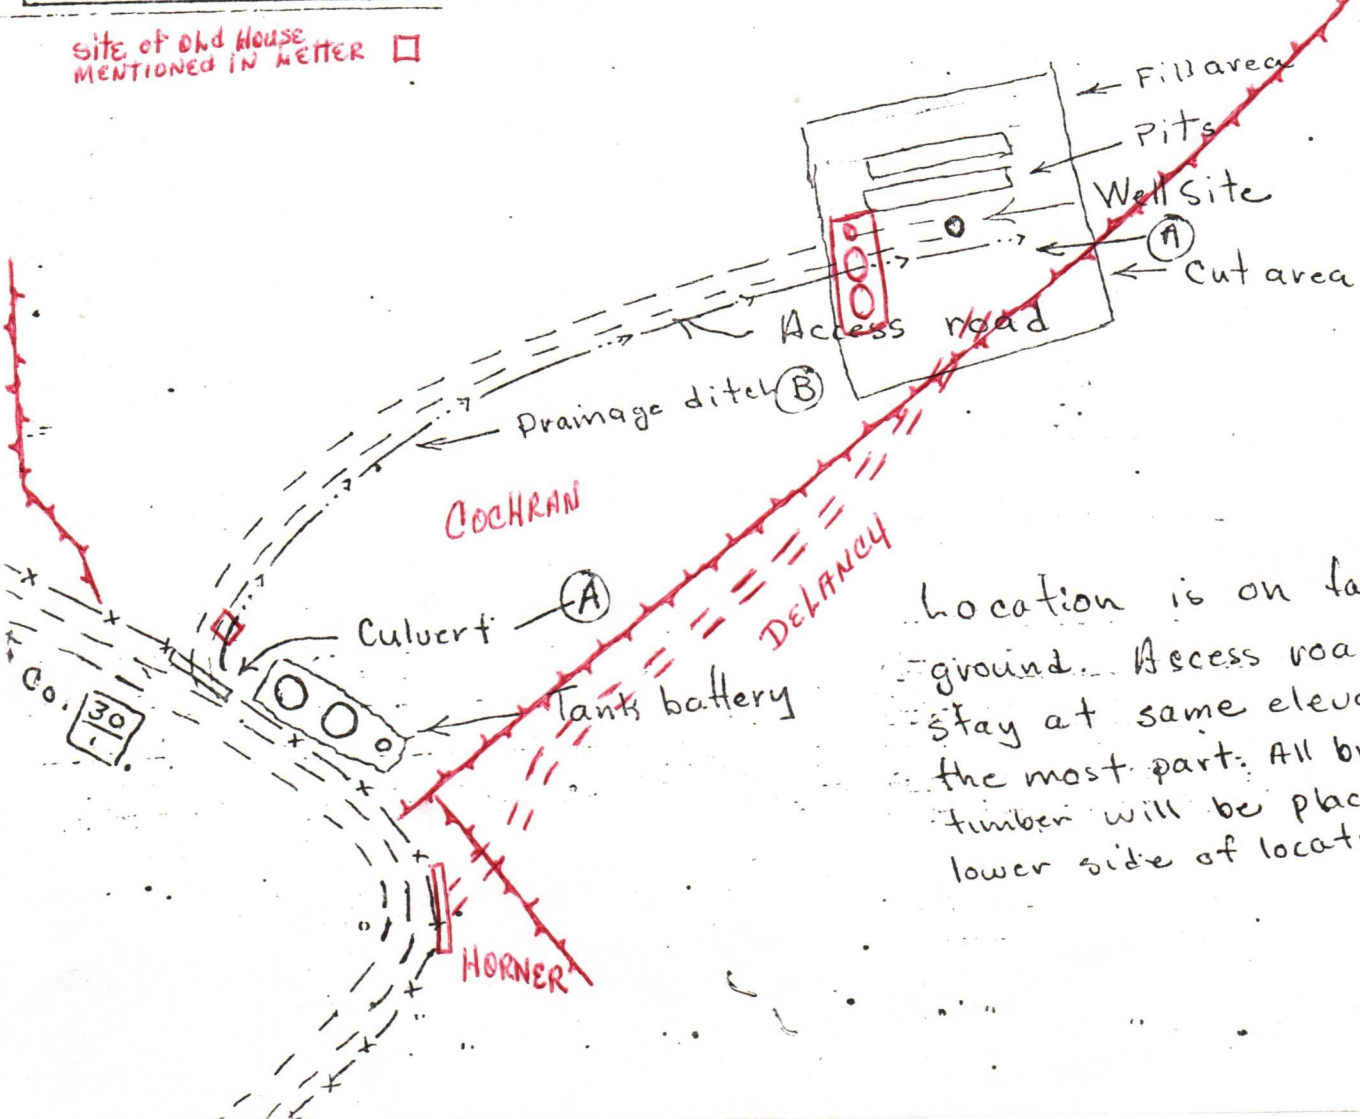 SITE OF OLD HOUSE
MENTIONED IN LETTER
Fill area
Pits
Well Site
A
Cut area
Access road
Drainage ditch B
COCHRAN
Culvert A
DELANCY
Co. 30/1
Tank battery
Location is on
ground. Access
stay at same
the most part. All
timber will be
lower side of
HORNER